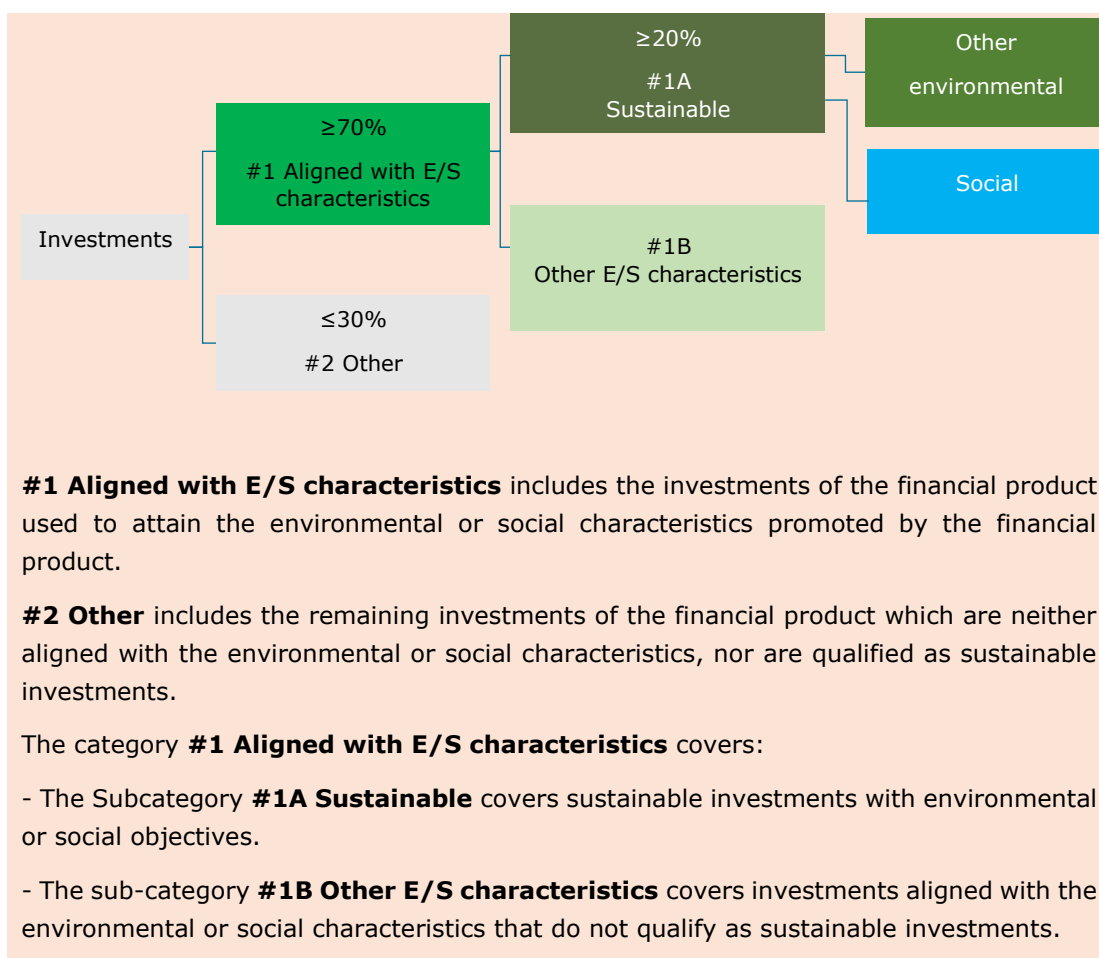 ≥20%
#1A
Sustainable
Other
environmental
≥70%
#1 Aligned with E/S
characteristics
Social
Investments
#1B
Other E/S characteristics
≤30%
#2 Other
#1 Aligned with E/S characteristics includes the investments of the financial product
used to attain the environmental or social characteristics promoted by the financial
product.
#2 Other includes the remaining investments of the financial product which are neither
aligned with the environmental or social characteristics, nor are qualified as sustainable
investments.
The category #1 Aligned with E/S characteristics covers:
- The Subcategory #1A Sustainable covers sustainable investments with environmental
or social objectives.
- The sub-category #1B Other E/S characteristics covers investments aligned with the
environmental or social characteristics that do not qualify as sustainable investments.